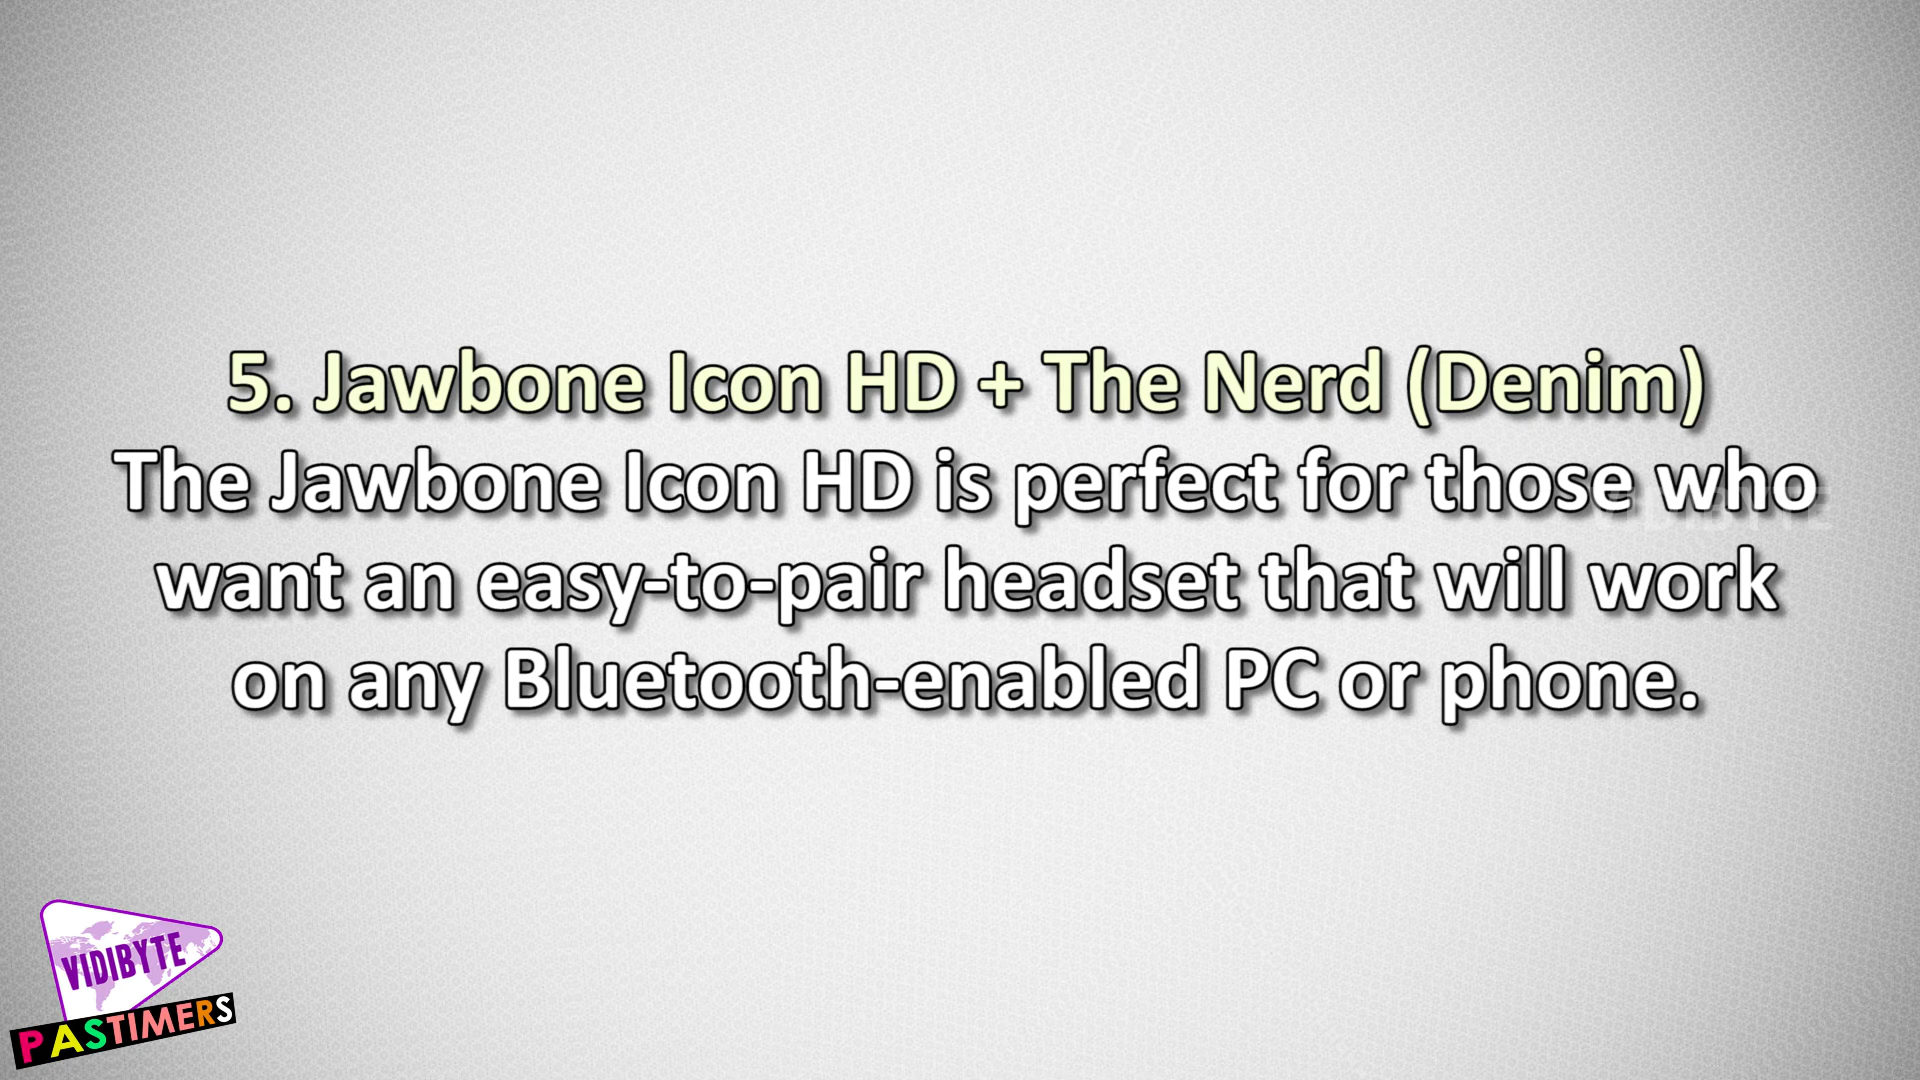 5. Jawbone Icon HD + The Nerd (Denim)
The Jawbone Icon HD is perfect for those who
want an easy-to-pair headset that will work
on any Bluetooth-enabled PC or phone.
VIDIBYTE
VIDIBYTE
PASTIMERS